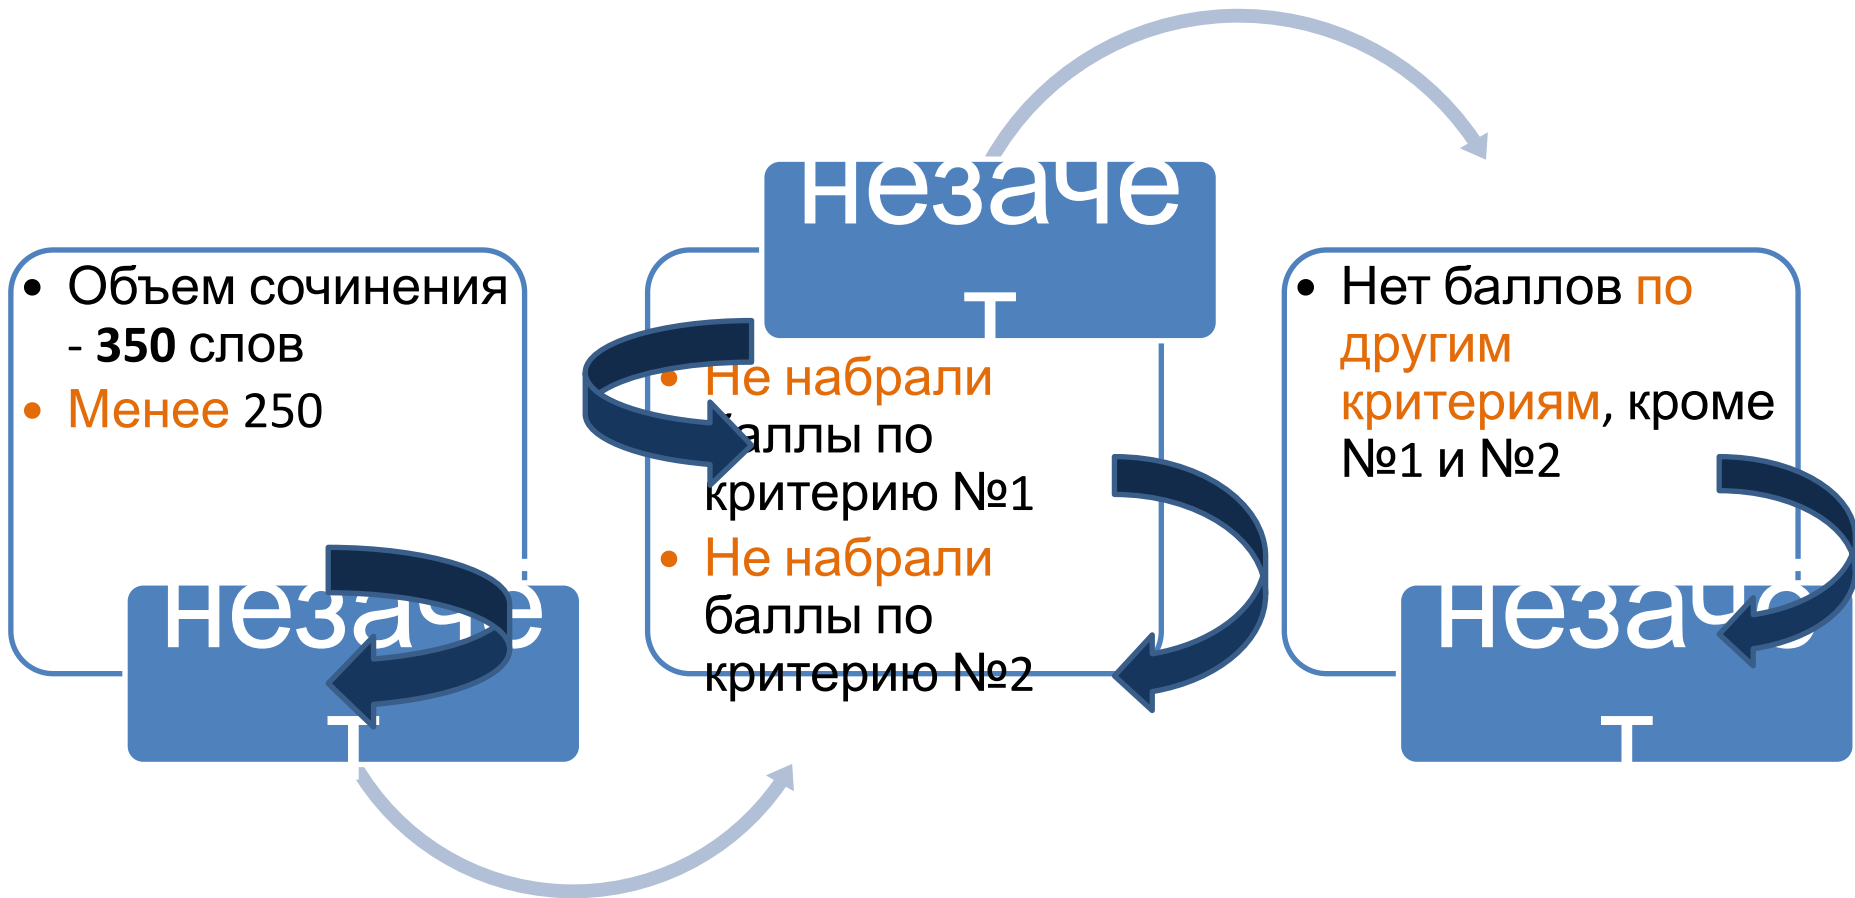 • Объем сочинения
- 350 слов
• Менее 250
незаче
т
незаче
т
• Не набрали
баллы по
критерию №1
• Не набрали
баллы по
критерию №2
• Нет баллов по
другим
критериям, кроме
№1 и №2
незаче
т